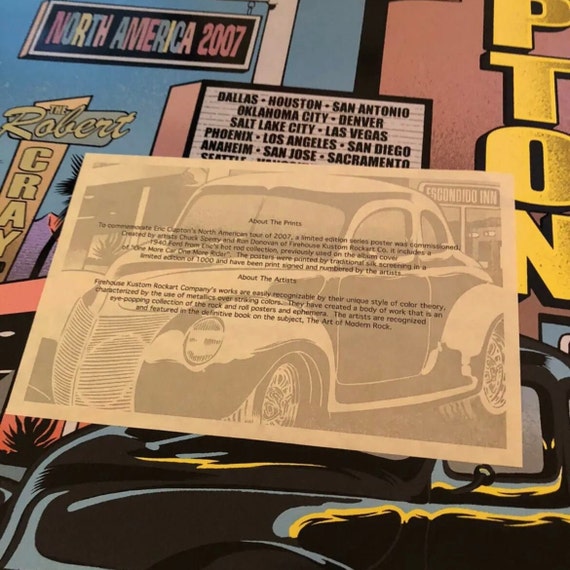 NORTH AMERICA 2007
P
T
O
N
The
Robert
CRAY
DALLAS • HOUSTON • SAN ANTONIO
OKLAHOMA CITY • DENVER
SALT LAKE CITY • LAS VEGAS
PHOENIX • LOS ANGELES • SAN DIEGO
ANAHEIM • SAN JOSE • SACRAMENTO
SEATTLE
ESCONDIDO INN
About The Prints
To commemorate Eric Clapton's North American tour of 2007, a limited edition series poster was commissioned.
Created by artists Chuck Sperry and Ron Donovan of Firehouse Kustom Rockart Co. it includes a
1940 Ford from Eric's hot rod collection, previously used on the album cover
of "One More Car One More Rider". The posters were printed by traditional silk screening in a
limited edition of 1000 and have been print signed and numbered by the artists
About The Artists
Firehouse Kustom Rockart Company's works are easily recognizable by their unique style of color theory,
characterized by the use of metallics over striking colors. They have created a body of work that is an
eye-popping collection of the rock and roll posters and ephemera. The artists are recognized
and featured in the definitive book on the subject, The Art of Modern Rock.